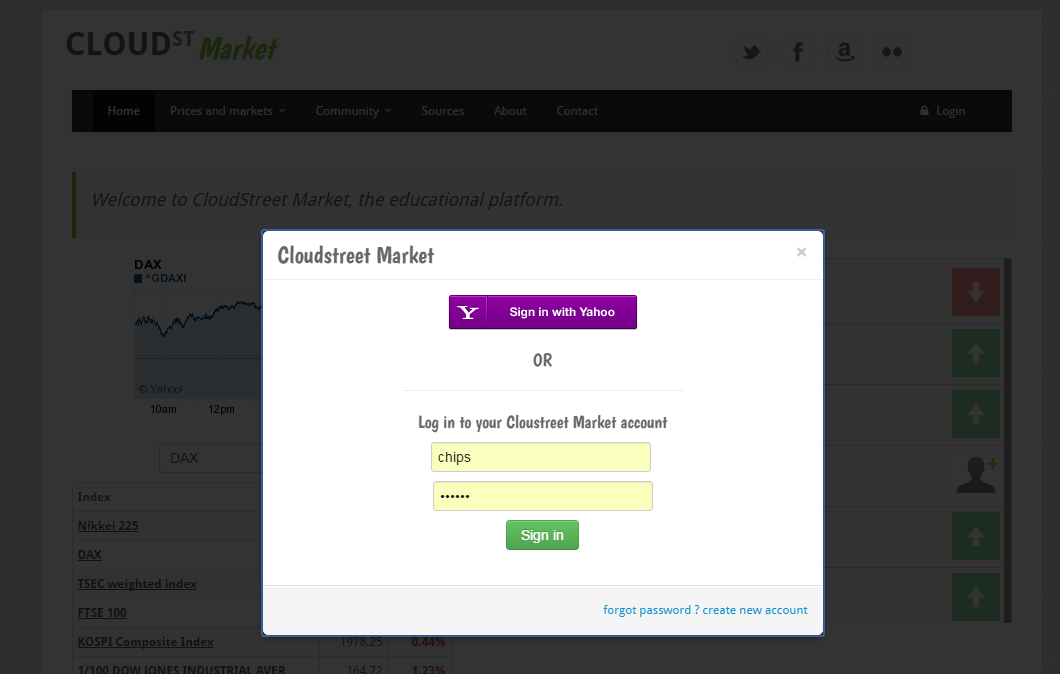 CLOUDST Market
Home Prices and markets Community Sources About Contact Login
Welcome to CloudStreet Market, the educational platform.
Cloudstreet Market ×
Y Sign in with Yahoo
OR
Log in to your Cloustreet Market account
chips
••••••
Sign in
forgot password ? create new account
DAX
^GDAXI
© Yahoo!
10am 12pm
DAX
Index
Nikkei 225
DAX
TSEC weighted index
FTSE 100
KOSPI Composite Index 1978.25 0.44%
1/100 DOW JONES INDUSTRIAL AVER 164.72 1.23%